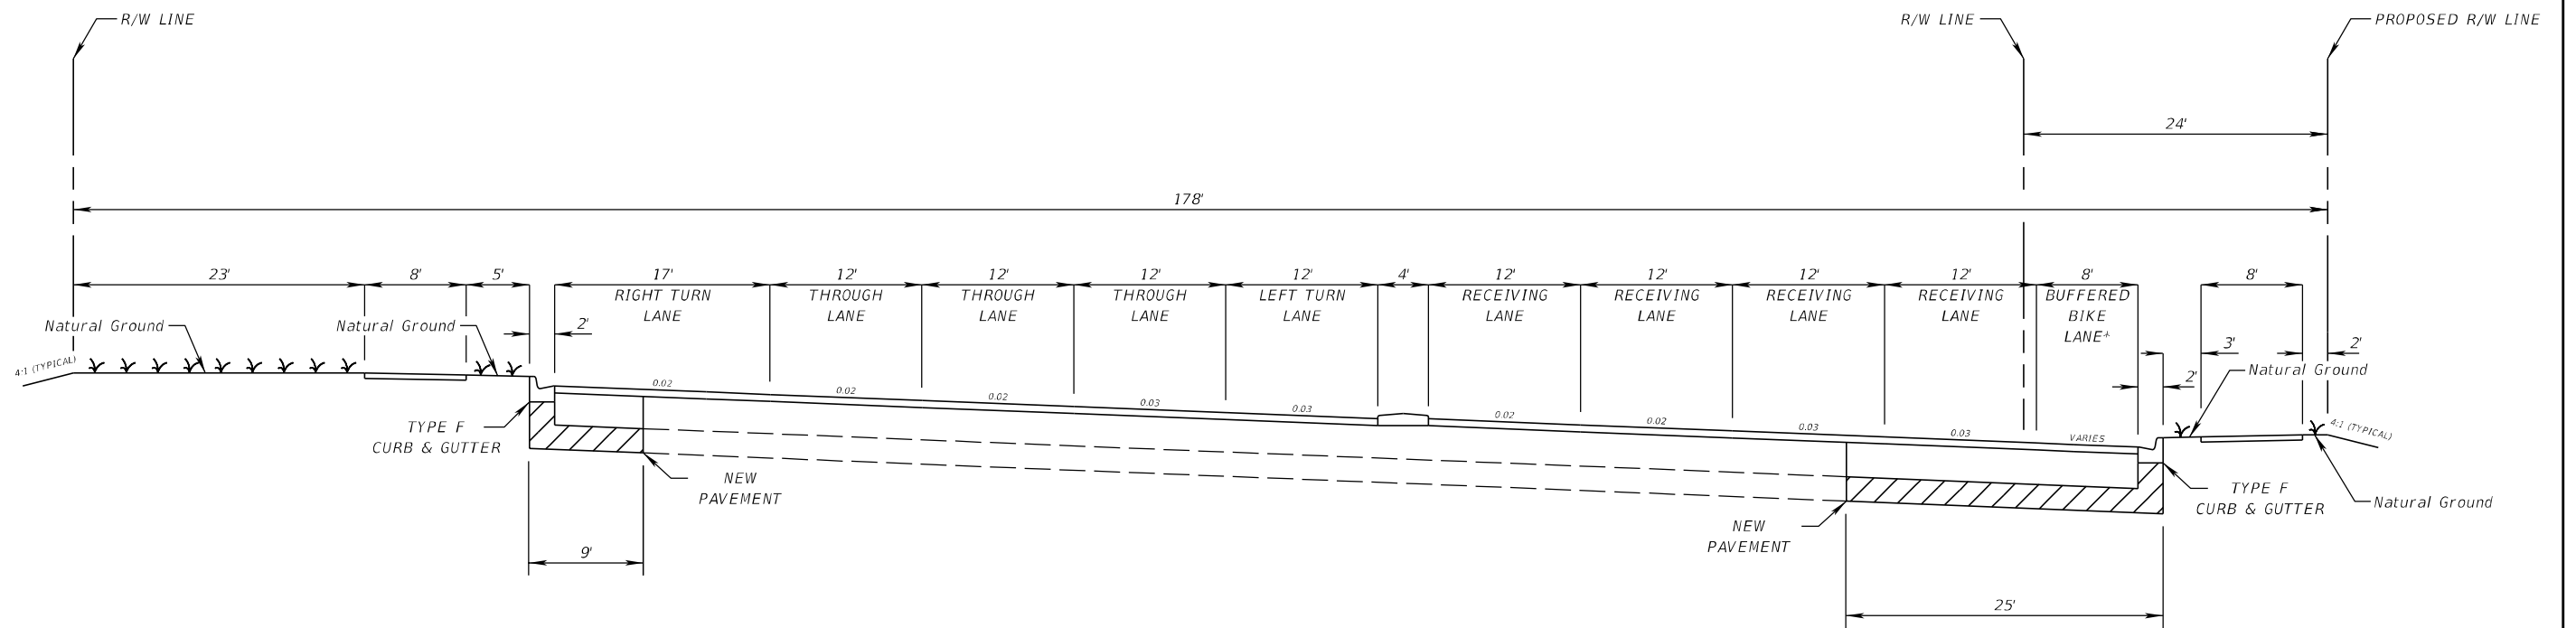 R/W LINE
R/W LINE
PROPOSED R/W LINE
24'
178'
23'
8'
5'
17'
12'
12'
12'
12'
4'
12'
12'
12'
12'
8'
8'
RIGHT TURN
LANE
THROUGH
LANE
THROUGH
LANE
THROUGH
LANE
LEFT TURN
LANE
RECEIVING
LANE
RECEIVING
LANE
RECEIVING
LANE
RECEIVING
LANE
BUFFERED
BIKE
LANE+
Natural Ground
Natural Ground
2'
3'
2'
2'
Natural Ground
4:1 (TYPICAL)
0.02
0.02
0.02
0.03
0.03
0.02
0.02
0.03
0.03
VARIES
4:1 (TYPICAL)
TYPE F
CURB & GUTTER
NEW
PAVEMENT
TYPE F
CURB & GUTTER
Natural Ground
NEW
PAVEMENT
9'
25'